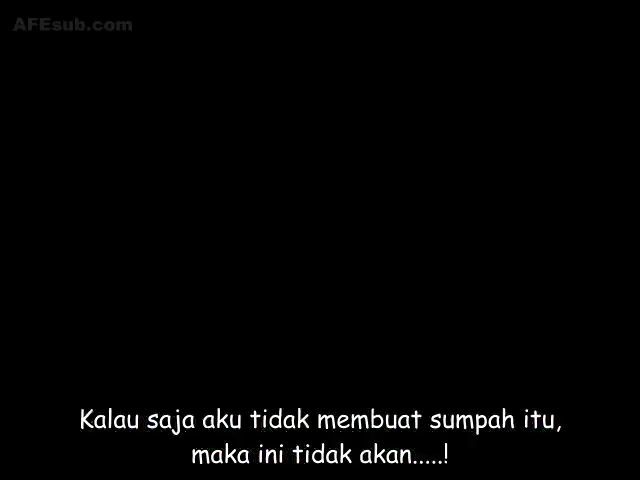 AFEsub.com
Kalau saja aku tidak membuat sumpah itu,
maka ini tidak akan.....!